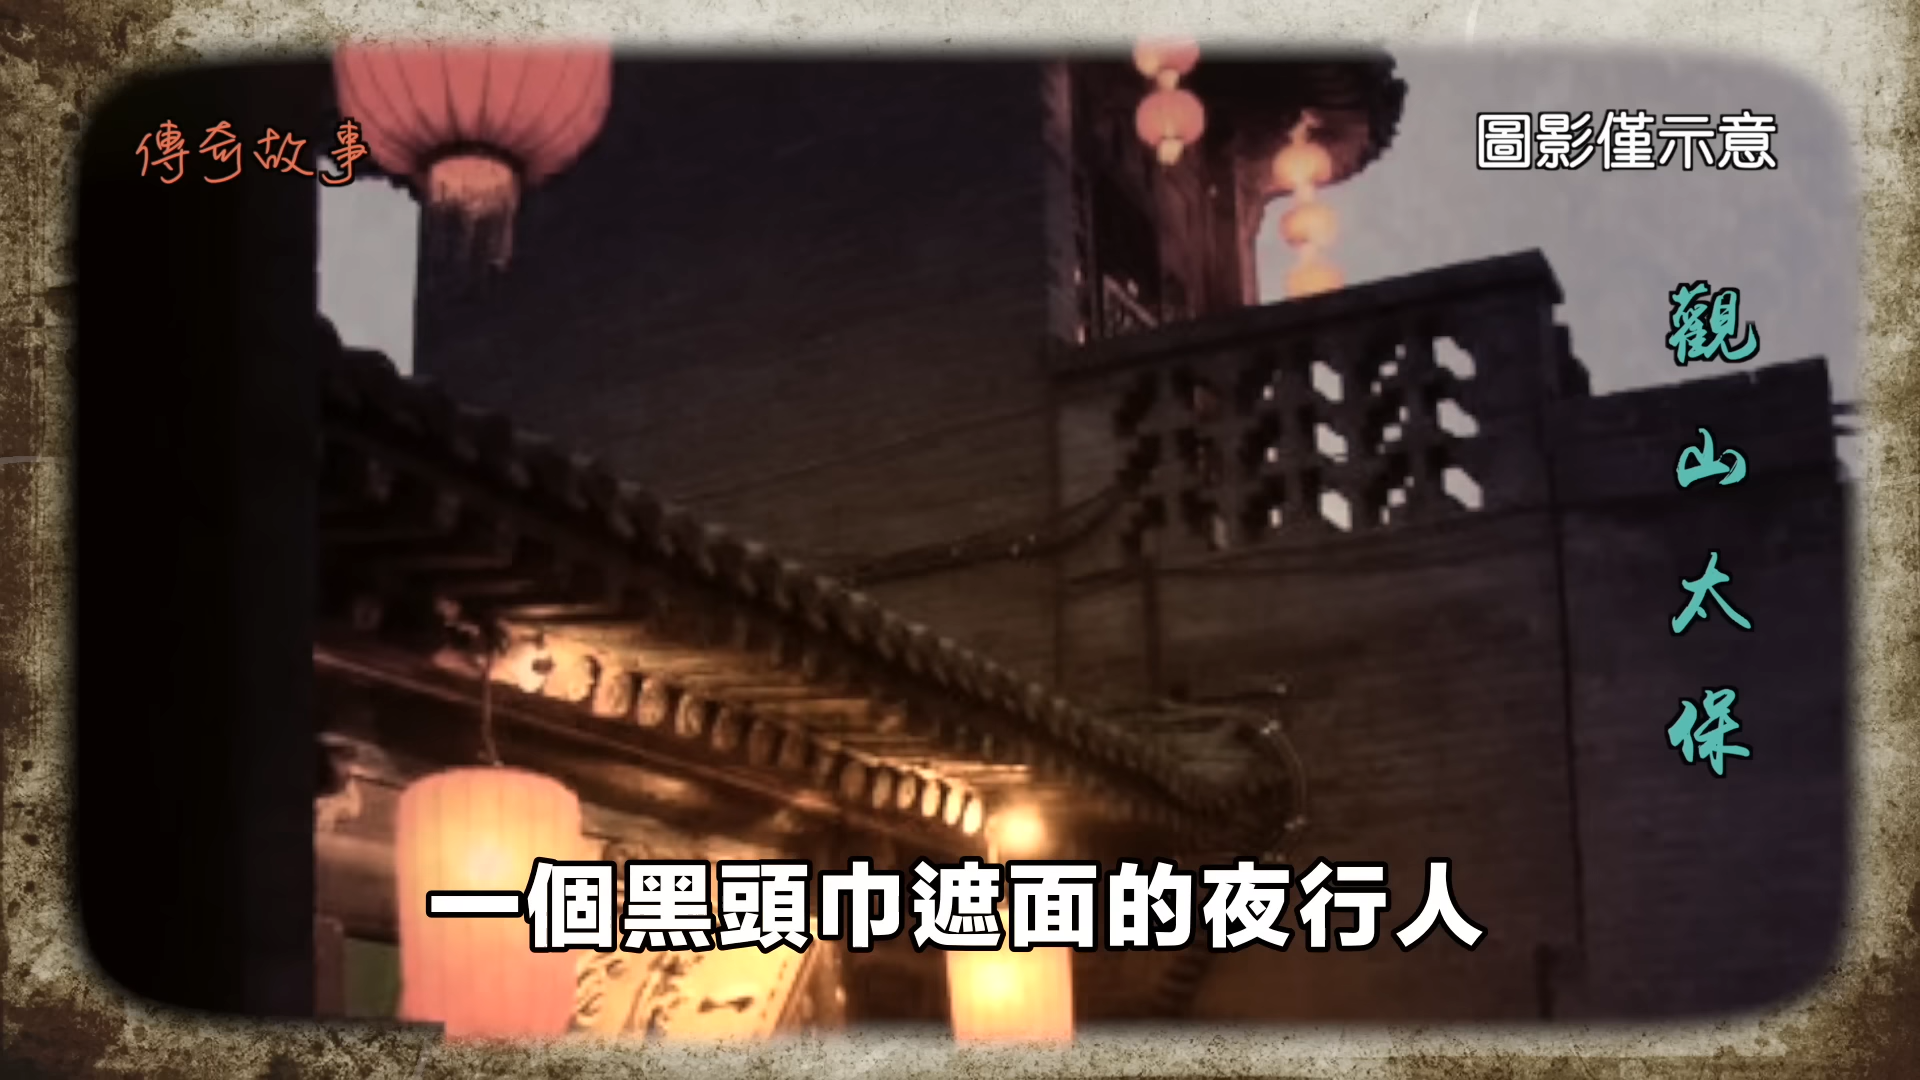 傳奇故事
圖影僅示意
觀山太保
一個黑頭巾遮面的夜行人